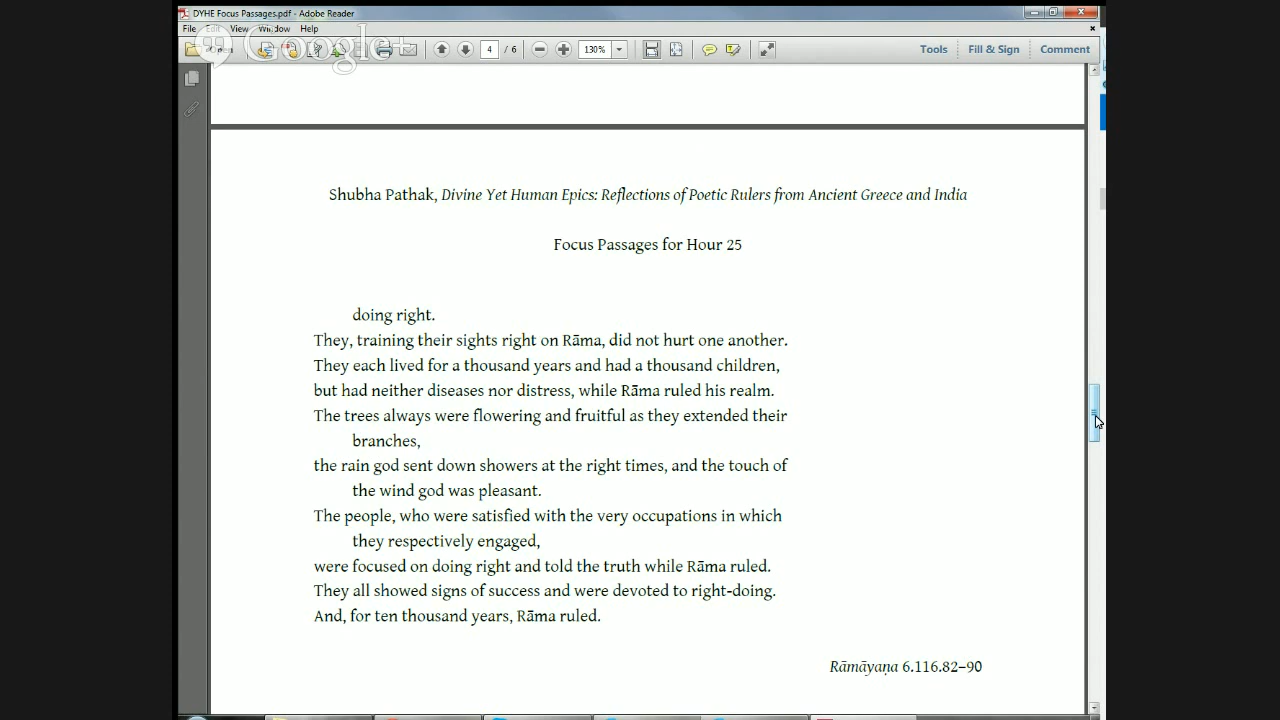 DYHE Focus Passages.pdf - Adobe Reader
File Edit View Window Help
Google+
Open 4 / 6 130% Tools Fill & Sign Comment
Shubha Pathak, Divine Yet Human Epics: Reflections of Poetic Rulers from Ancient Greece and India
Focus Passages for Hour 25
doing right.
They, training their sights right on Rāma, did not hurt one another.
They each lived for a thousand years and had a thousand children,
but had neither diseases nor distress, while Rāma ruled his realm.
The trees always were flowering and fruitful as they extended their
branches,
the rain god sent down showers at the right times, and the touch of
the wind god was pleasant.
The people, who were satisfied with the very occupations in which
they respectively engaged,
were focused on doing right and told the truth while Rāma ruled.
They all showed signs of success and were devoted to right-doing.
And, for ten thousand years, Rāma ruled.
Rāmāyaṇa 6.116.82–90